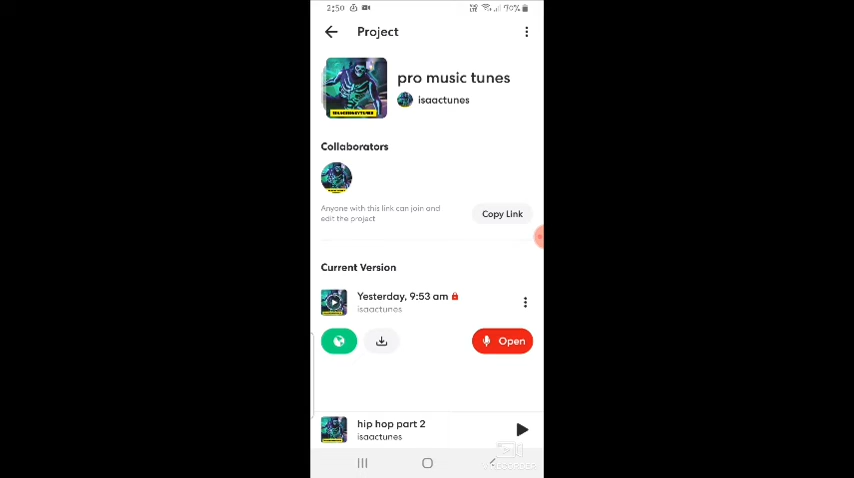 2:50
90%
Project
pro music tunes
isaactunes
Collaborators
Anyone with this link can join and
edit the project
Copy Link
Current Version
Yesterday, 9:53 am
isaactunes
Open
hip hop part 2
isaactunes